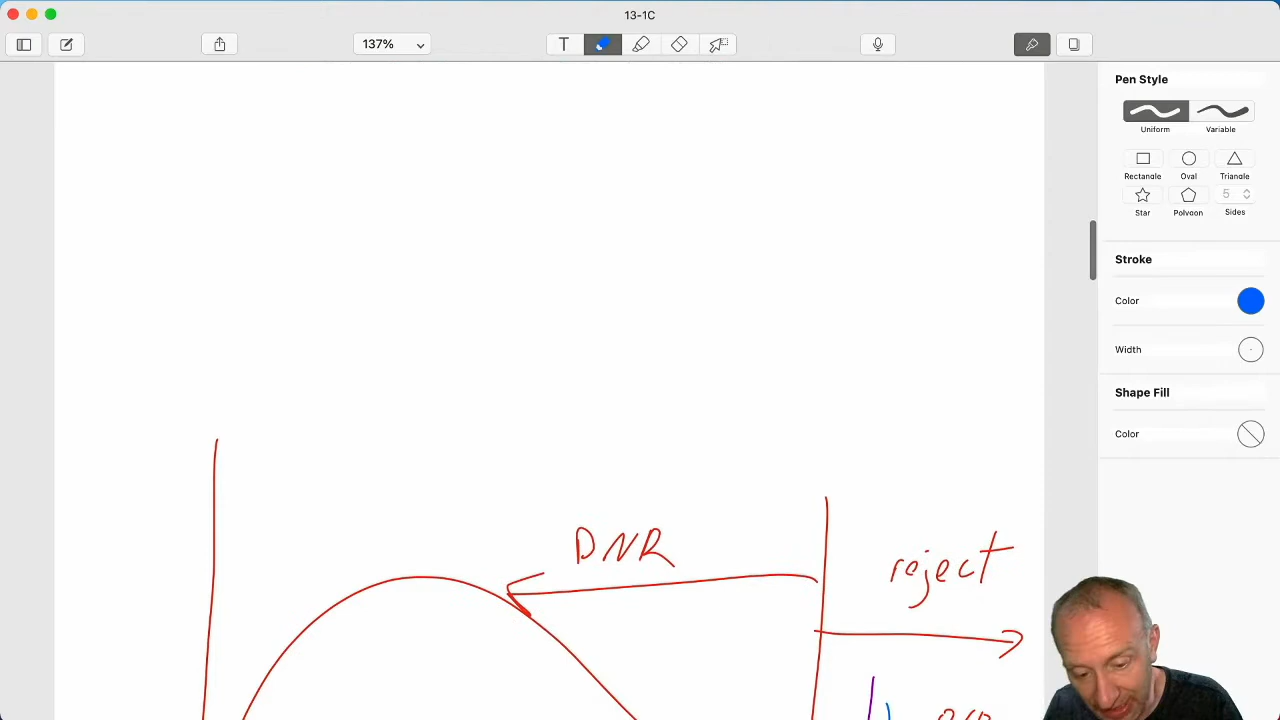 13-1C
137%
T
Pen Style
Uniform
Variable
Rectangle
Oval
Triangle
5
Star
Polygon
Sides
Stroke
Color
Width
Shape Fill
Color
DNR
reject